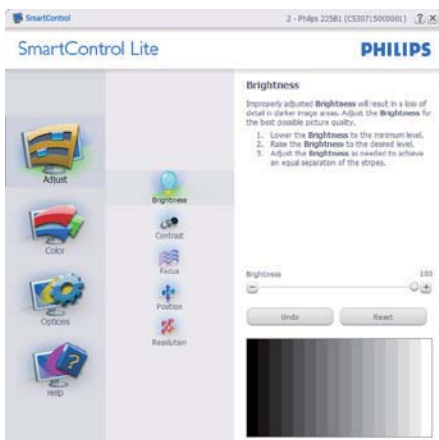 SmartControl
2 - Philips 225B1 (CS30715000001)
SmartControl Lite
PHILIPS
Adjust
Color
Options
Help
Brightness
Contrast
Focus
Position
Resolution
Brightness
Improperly adjusted Brightness will result in a loss of
detail in darker image areas. Adjust the Brightness for
the best possible picture quality.
1. Lower the Brightness to the minimum level.
2. Raise the Brightness to the desired level.
3. Adjust the Brightness as needed to achieve
an equal separation of the stripes.
Brightness 100
Undo Reset